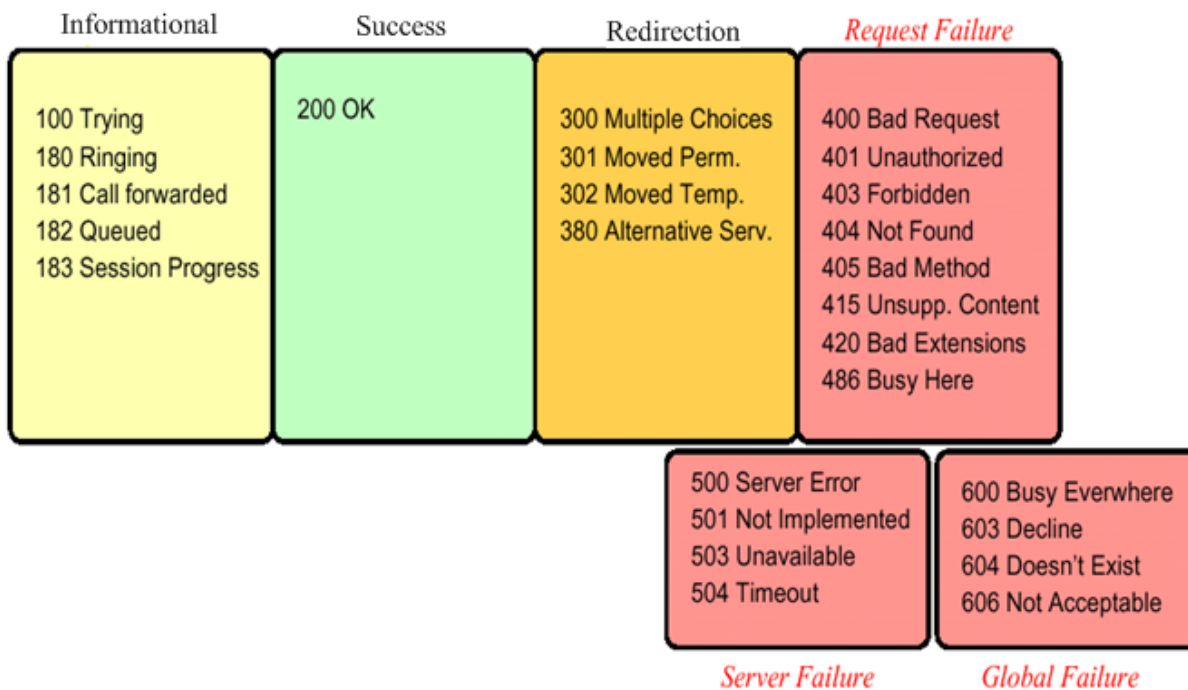 Informational
100 Trying
180 Ringing
181 Call forwarded
182 Queued
183 Session Progress
Success
200 OK
Redirection
300 Multiple Choices
301 Moved Perm.
302 Moved Temp.
380 Alternative Serv.
Request Failure
400 Bad Request
401 Unauthorized
403 Forbidden
404 Not Found
405 Bad Method
415 Unsupp. Content
420 Bad Extensions
486 Busy Here
500 Server Error
501 Not Implemented
503 Unavailable
504 Timeout
Server Failure
600 Busy Everwhere
603 Decline
604 Doesn't Exist
606 Not Acceptable
Global Failure